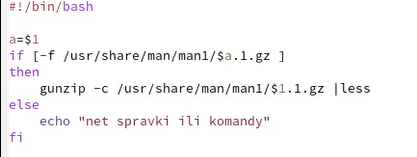 #!/bin/bash
a=$1
if [-f /usr/share/man/man1/$a.1.gz ]
then
gunzip -c /usr/share/man/man1/$1.1.gz |less
else
echo "net spravki ili komandy"
fi